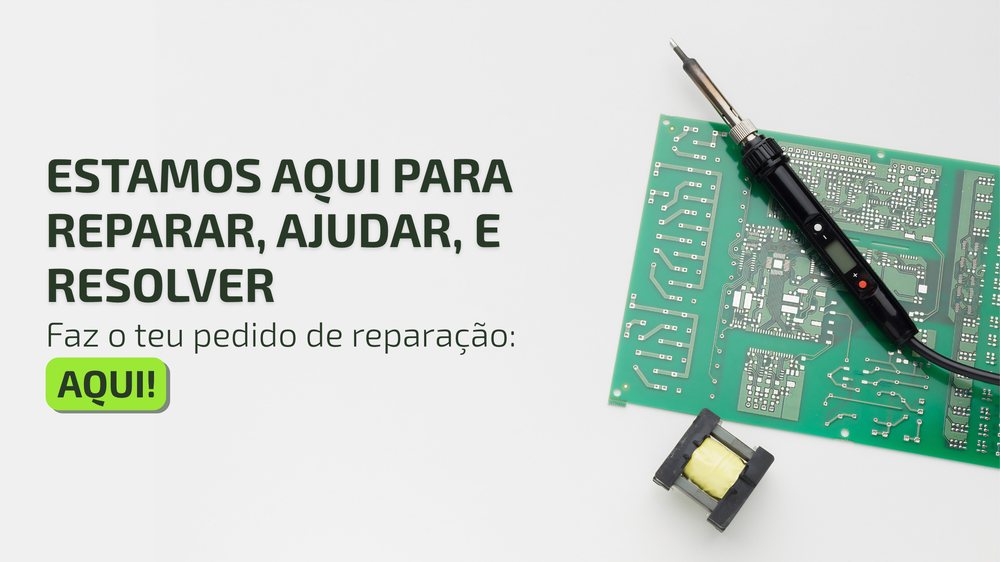 ESTAMOS AQUI PARA
REPARAR, AJUDAR, E
RESOLVER
Faz o teu pedido de reparação:
AQUI!